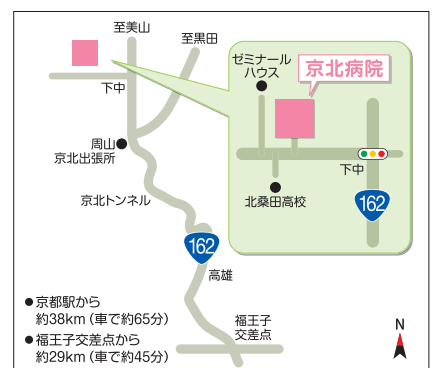 至美山
至黒田
下中
周山
京北出張所
京北トンネル
162
高雄
福王子
交差点
ゼミナール
ハウス
京北病院
下中
北桑田高校
162
●京都駅から
約38km（車で約65分）
●福王子交差点から
約29km（車で約45分）
N